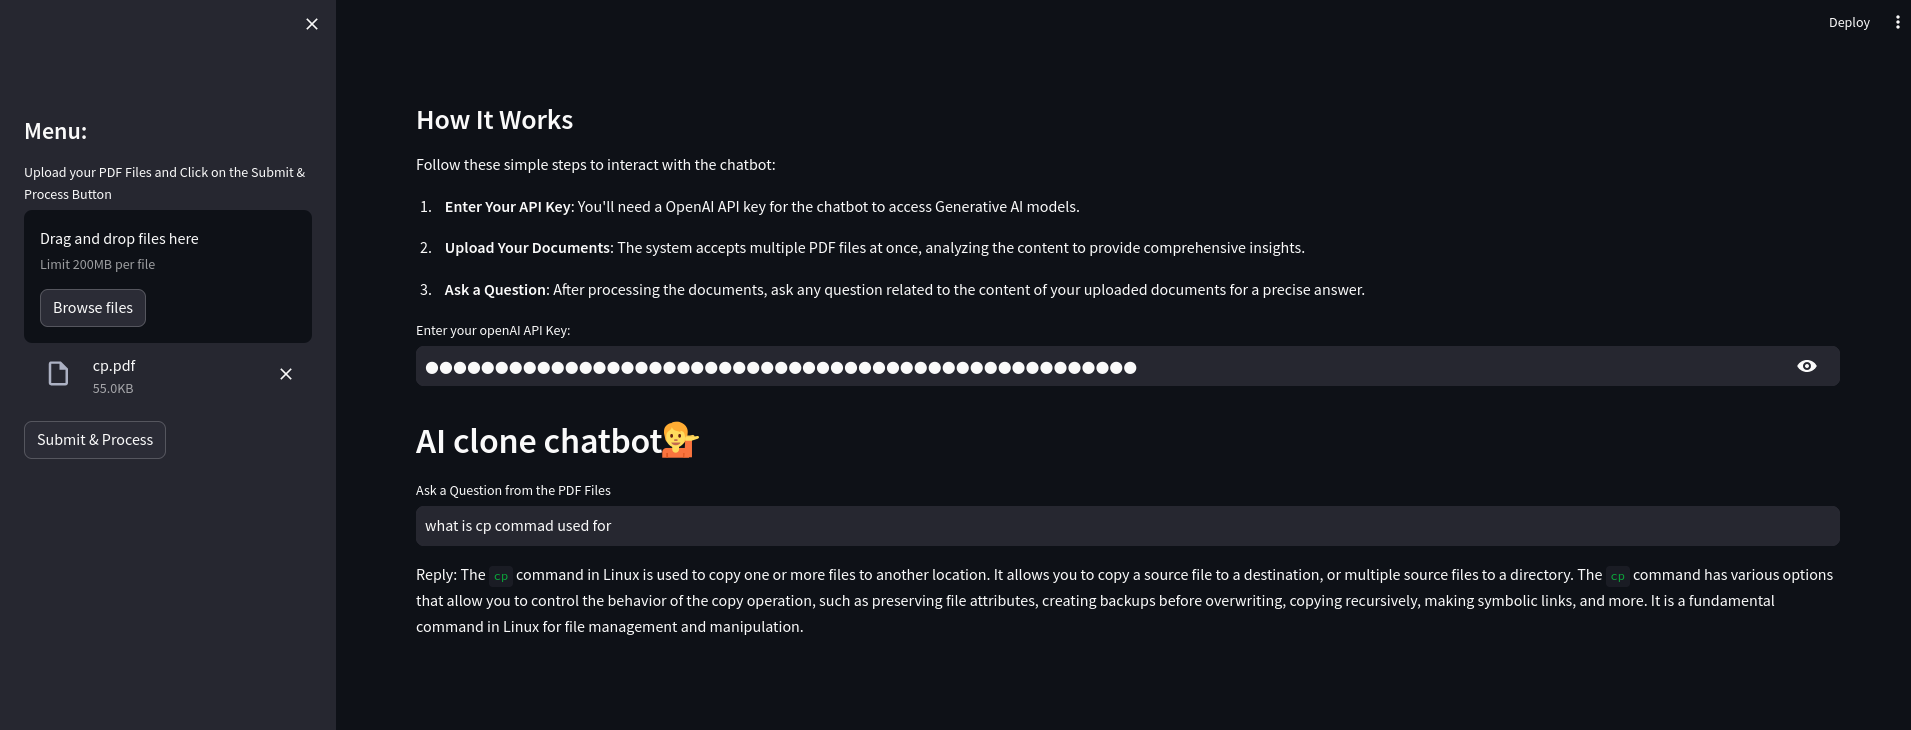 Deploy
Menu:
Upload your PDF Files and Click on the Submit &
Process Button
Drag and drop files here
Limit 200MB per file
Browse files
cp.pdf
55.0KB
Submit & Process
How It Works
Follow these simple steps to interact with the chatbot:
1. Enter Your API Key: You'll need a OpenAI API key for the chatbot to access Generative AI models.
2. Upload Your Documents: The system accepts multiple PDF files at once, analyzing the content to provide comprehensive insights.
3. Ask a Question: After processing the documents, ask any question related to the content of your uploaded documents for a precise answer.
Enter your openAI API Key:
AI clone chatbot
Ask a Question from the PDF Files
what is cp commad used for
Reply: The cp command in Linux is used to copy one or more files to another location. It allows you to copy a source file to a destination, or multiple source files to a directory. The cp command has various options
that allow you to control the behavior of the copy operation, such as preserving file attributes, creating backups before overwriting, copying recursively, making symbolic links, and more. It is a fundamental
command in Linux for file management and manipulation.